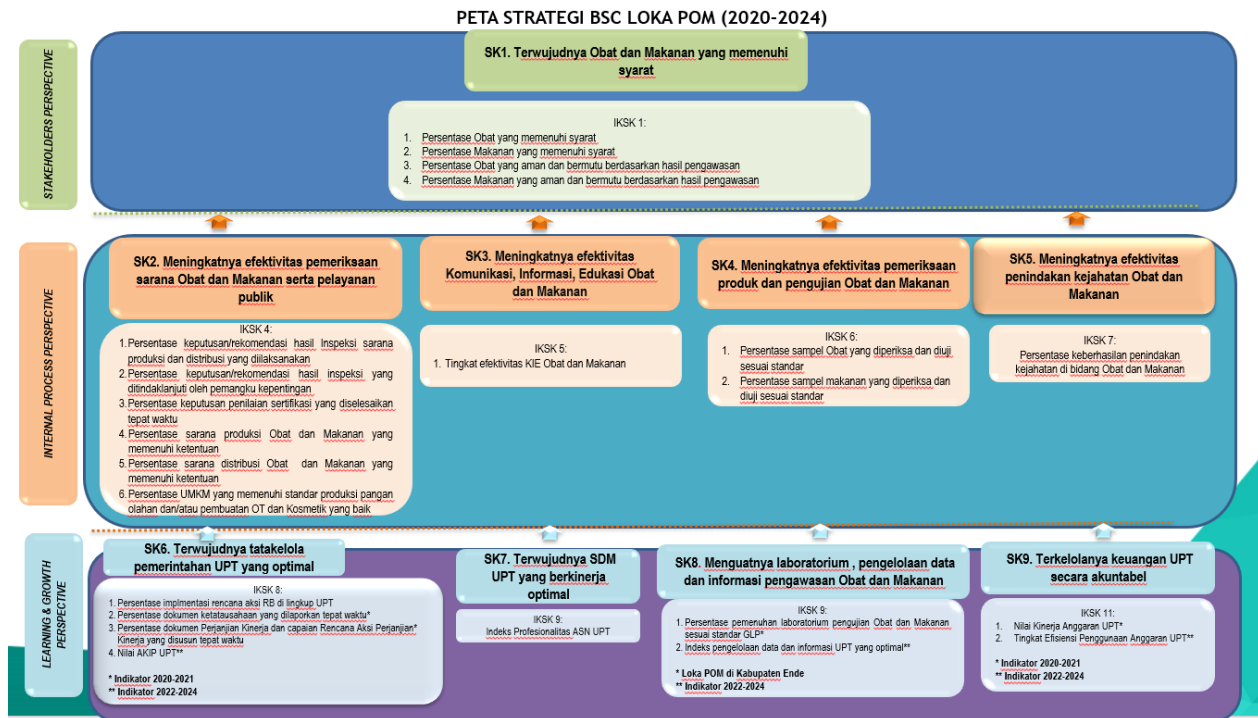 PETA STRATEGI BSC LOKA POM (2020-2024)
STAKEHOLDERS PERSPECTIVE
SK1. Terwujudnya Obat dan Makanan yang memenuhi
syarat
IKSK 1:
1. Persentase Obat yang memenuhi syarat
2. Persentase Makanan yang memenuhi syarat
3. Persentase Obat yang aman dan bermutu berdasarkan hasil pengawasan
4. Persentase Makanan yang aman dan bermutu berdasarkan hasil pengawasan
INTERNAL PROCESS PERSPECTIVE
SK2. Meningkatnya efektivitas pemeriksaan
sarana Obat dan Makanan serta pelayanan
publik
IKSK 4:
1. Persentase keputusan/rekomendasi hasil Inspeksi sarana
produksi dan distribusi yang diilaksanakan
2. Persentase keputusan/rekomendasi hasil inspeksi yang
ditindaklanjuti oleh pemangku kepentingan
3. Persentase keputusan penilaian sertifikasi yang diselesaikan
tepat waktu
4. Persentase sarana produksi Obat dan Makanan yang
memenuhi ketentuan
5. Persentase sarana distribusi Obat dan Makanan yang
memenuhi ketentuan
6. Persentase UMKM yang memenuhi standar produksi pangan
olahan dan/atau pembuatan OT dan Kosmetik yang baik
SK3. Meningkatnya efektivitas
Komunikasi, Informasi, Edukasi Obat
dan Makanan
IKSK 5:
1. Tingkat efektivitas KIE Obat dan Makanan
SK4. Meningkatnya efektivitas pemeriksaan
produk dan pengujian Obat dan Makanan
IKSK 6:
1. Persentase sampel Obat yang diperiksa dan diuji
sesuai standar
2. Persentase sampel makanan yang diperiksa dan
diuji sesuai standar
SK5. Meningkatnya efektivitas
penindakan kejahatan Obat dan
Makanan
IKSK 7:
Persentase keberhasilan penindakan
kejahatan di bidang Obat dan Makanan
LEARNING & GROWTH
PERSPECTIVE
SK6. Terwujudnya tatakelola
pemerintahan UPT yang optimal
IKSK 8:
1. Persentase implmentasi rencana aksi RB di lingkup UPT
2. Persentase dokumen ketatausahaan yang dilaporkan tepat waktu*
3. Persentase dokumen Perjanjian Kinerja dan capaian Rencana Aksi Perjanjian*
Kinerja yang disusun tepat waktu
4. Nilai AKIP UPT**
* Indikator 2020-2021
** Indikator 2022-2024
SK7. Terwujudnya SDM
UPT yang berkinerja
optimal
IKSK 9:
Indeks Profesionalitas ASN UPT
SK8. Menguatnya laboratorium , pengelolaan data
dan informasi pengawasan Obat dan Makanan
IKSK 9:
1. Persentase pemenuhan laboratorium pengujian Obat dan Makanan
sesuai standar GLP*
2. Indeks pengelolaan data dan informasi UPT yang optimal**
* Loka POM di Kabupaten Ende
** Indikator 2022-2024
SK9. Terkelolanya keuangan UPT
secara akuntabel
IKSK 11:
1. Nilai Kinerja Anggaran UPT*
2. Tingkat Efisiensi Penggunaan Anggaran UPT**
* Indikator 2020-2021
** Indikator 2022-2024